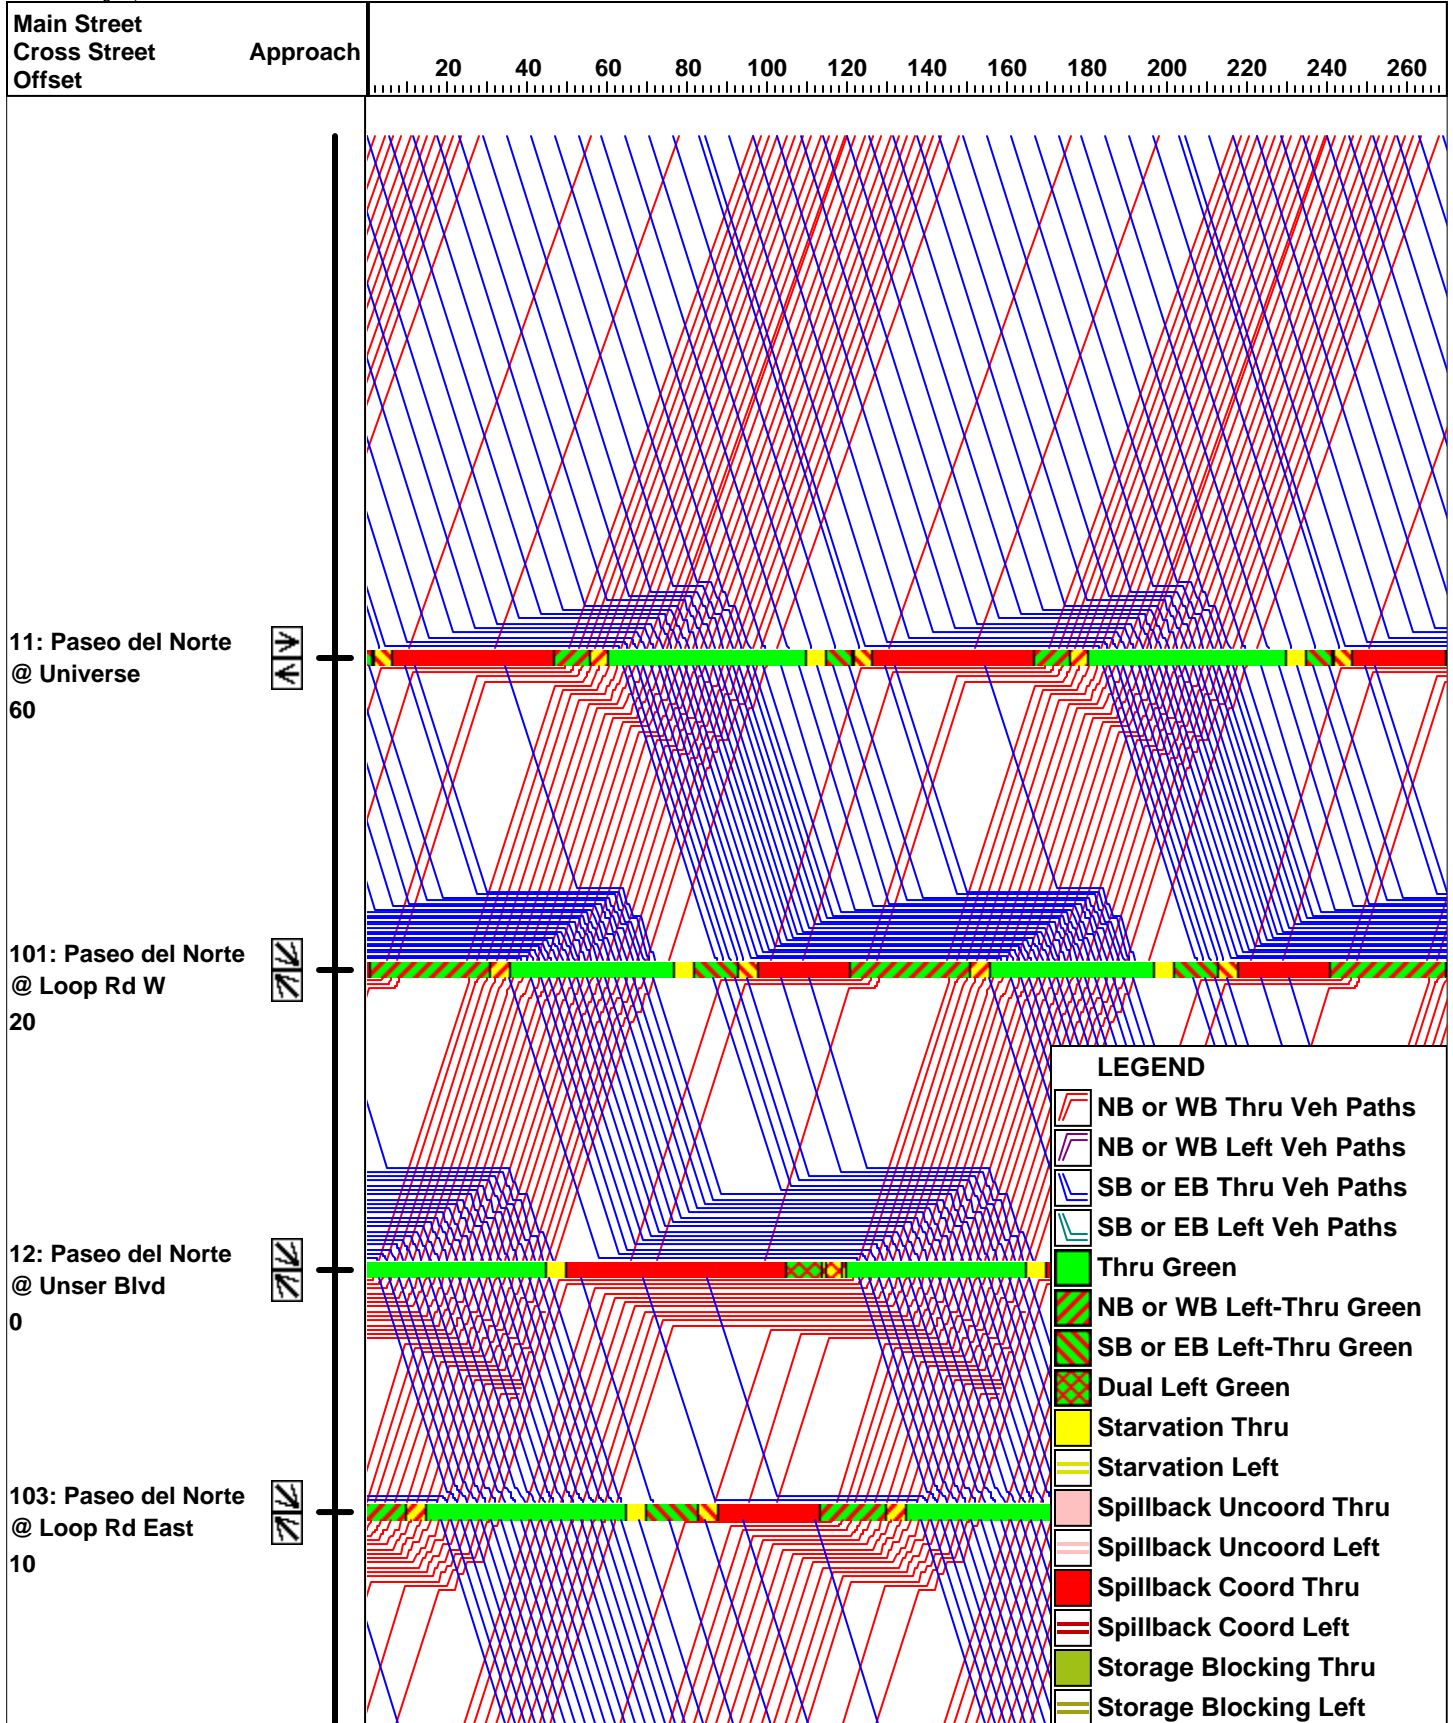 Main Street
Cross Street Approach
Offset
20 40 60 80 100 120 140 160 180 200 220 240 260
11: Paseo del Norte
@ Universe
60
101: Paseo del Norte
@ Loop Rd W
20
12: Paseo del Norte
@ Unser Blvd
0
103: Paseo del Norte
@ Loop Rd East
10
LEGEND
NB or WB Thru Veh Paths
NB or WB Left Veh Paths
SB or EB Thru Veh Paths
SB or EB Left Veh Paths
Thru Green
NB or WB Left-Thru Green
SB or EB Left-Thru Green
Dual Left Green
Starvation Thru
Starvation Left
Spillback Uncoord Thru
Spillback Uncoord Left
Spillback Coord Thru
Spillback Coord Left
Storage Blocking Thru
Storage Blocking Left